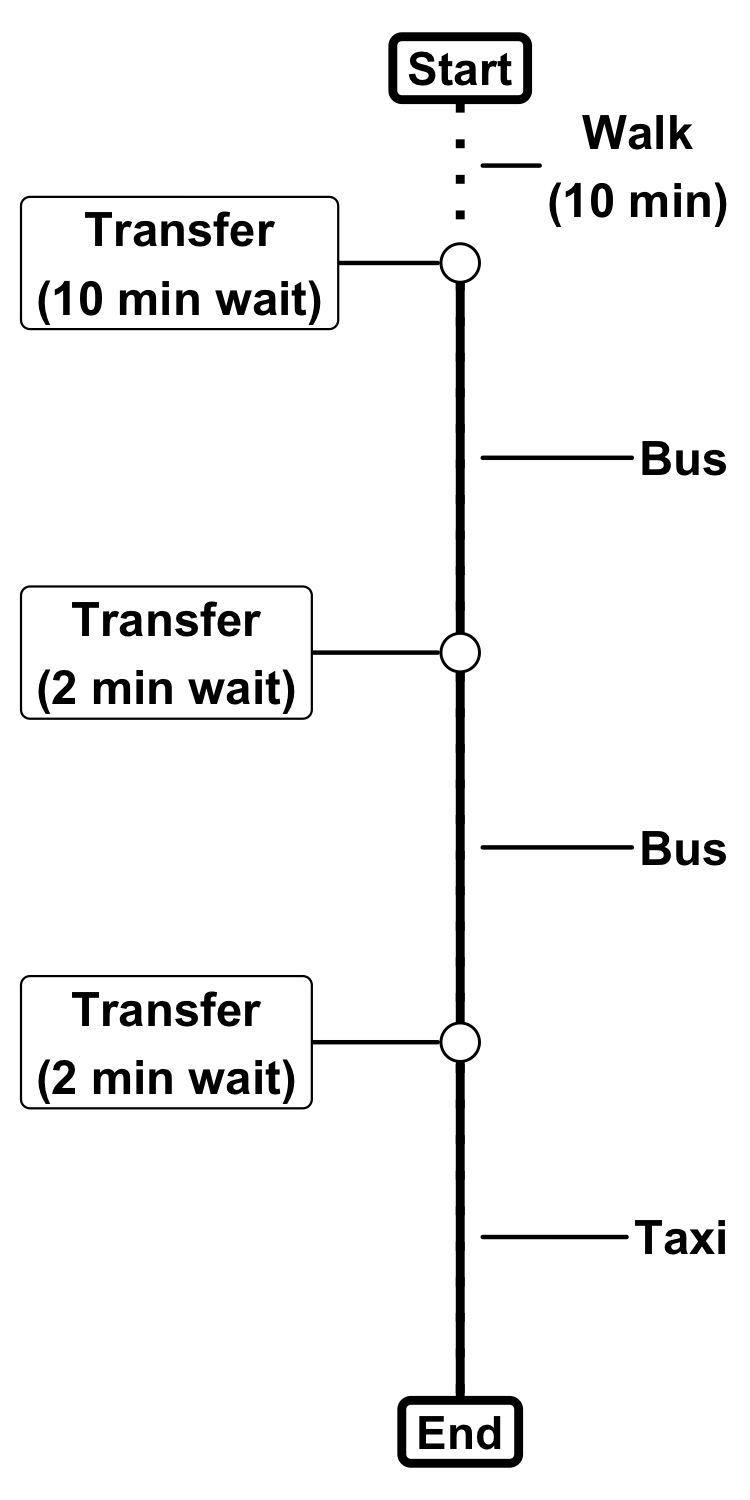 Start
Walk
(10 min)
Transfer
(10 min wait)
Bus
Transfer
(2 min wait)
Bus
Transfer
(2 min wait)
Taxi
End